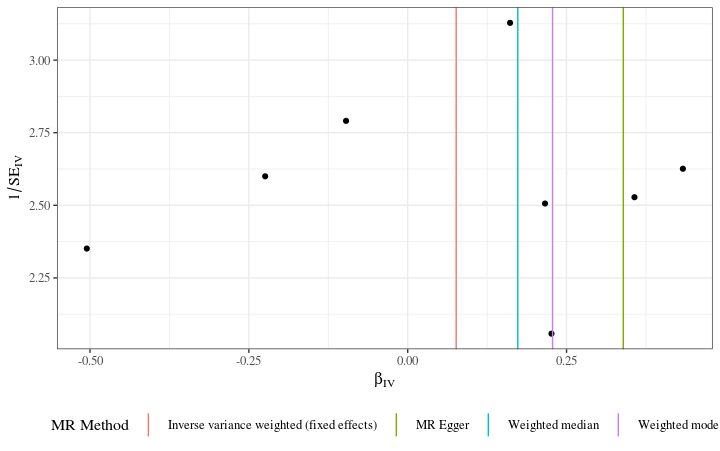 3.00
2.75
2.50
2.25
1/SE_IV
-0.50 -0.25 0.00 0.25
β_IV
MR Method Inverse variance weighted (fixed effects) MR Egger Weighted median Weighted mode